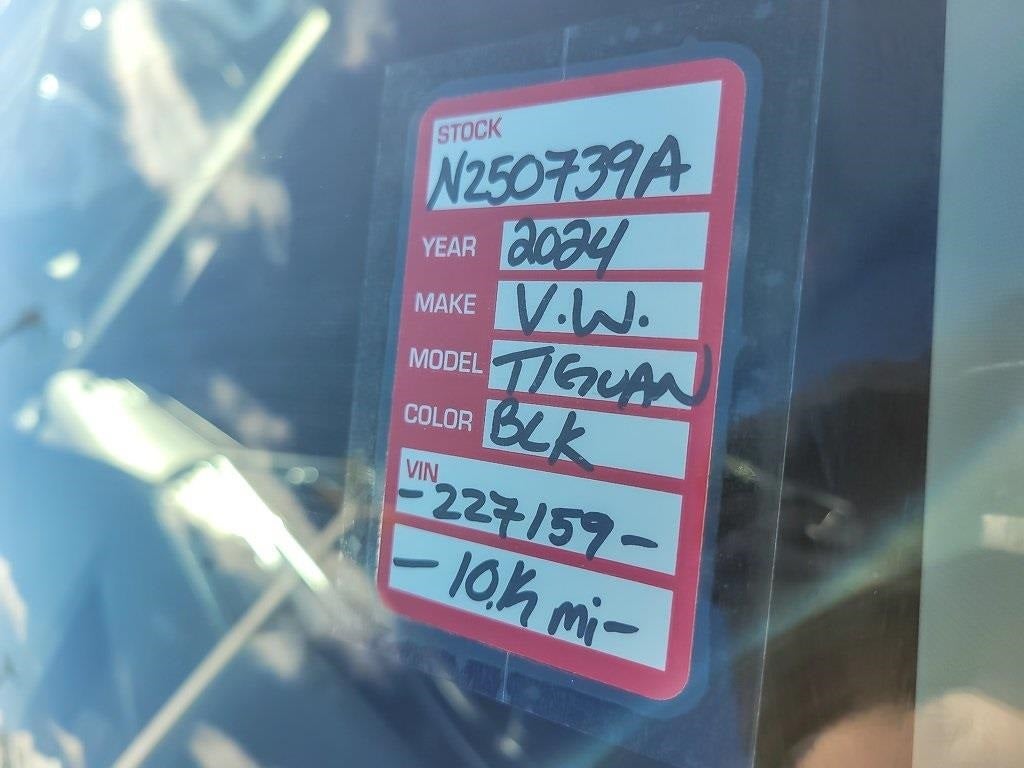 STOCK
N250739A
YEAR 2024
MAKE V.W.
MODEL TIGUAN
COLOR BLK
VIN
-227159-
- 10.K mi-